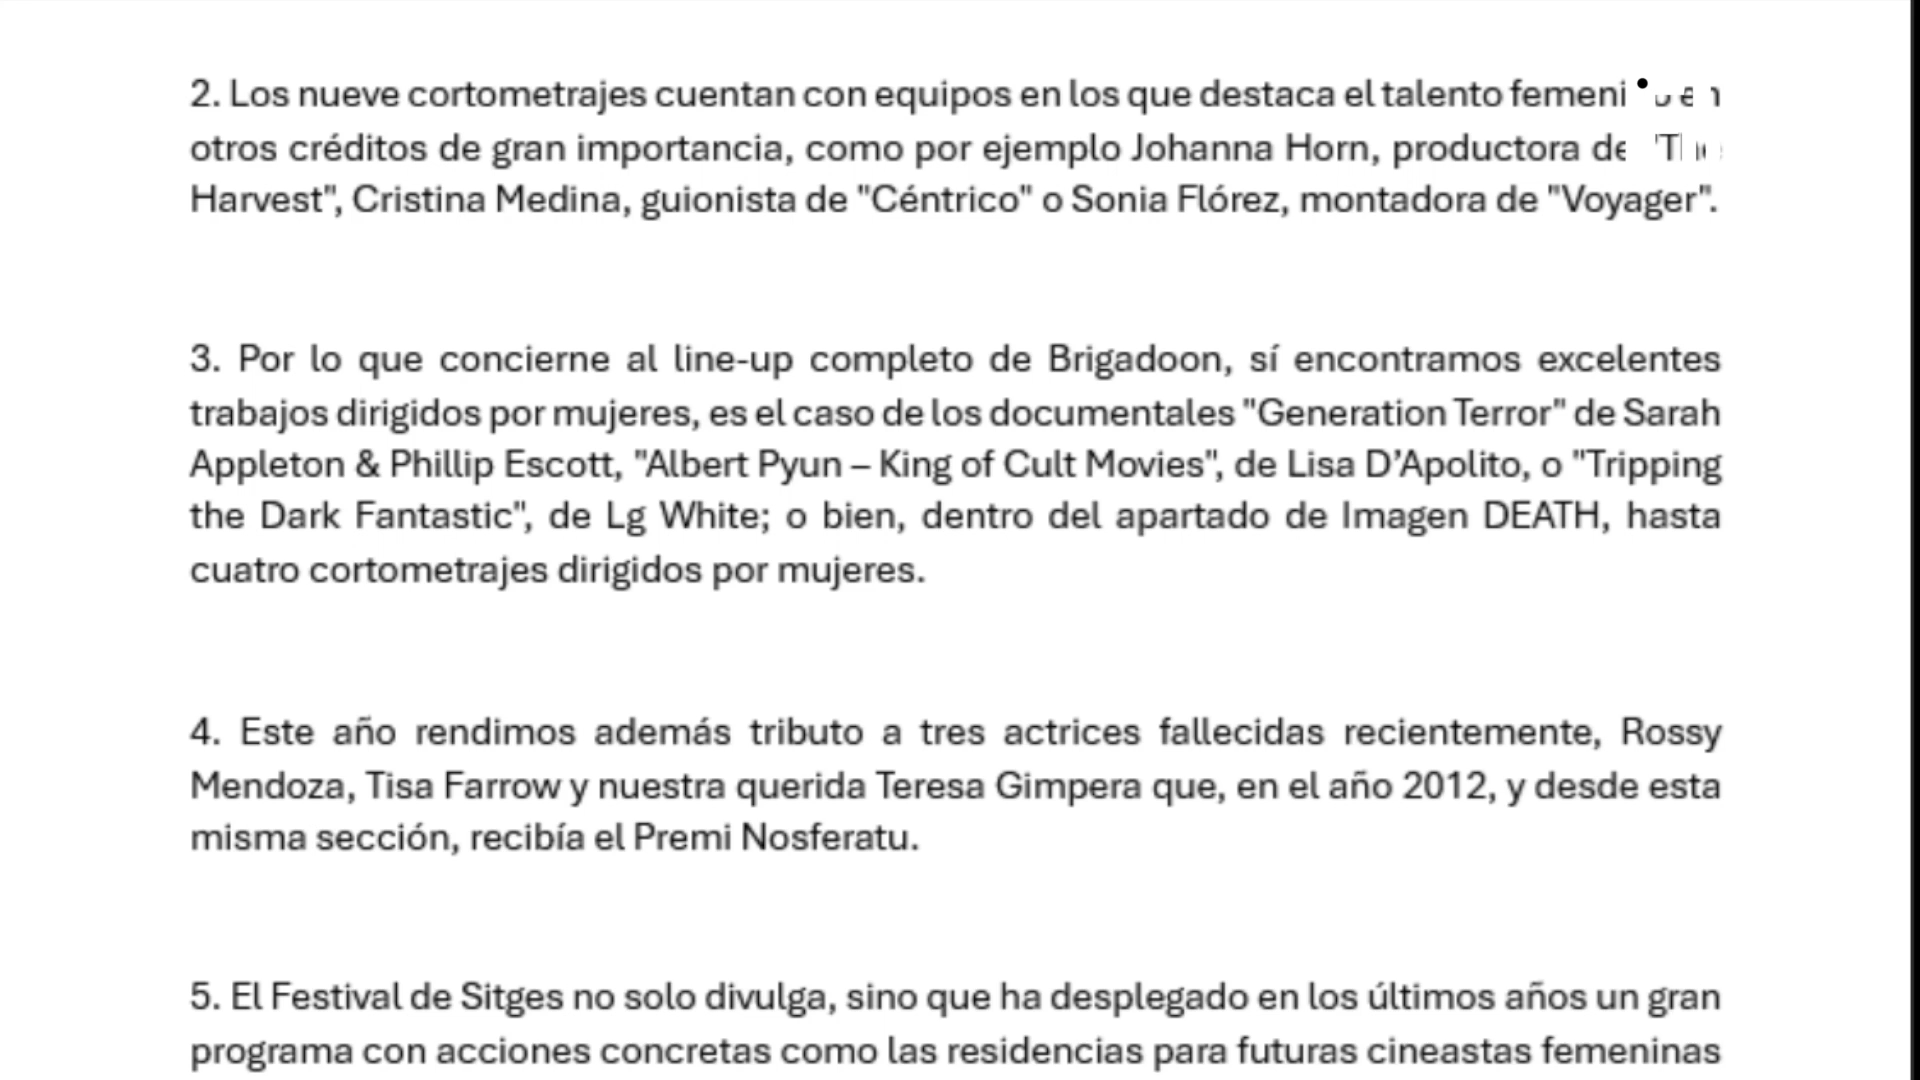 2. Los nueve cortometrajes cuentan con equipos en los que destaca el talento
otros créditos de gran importancia, como por ejemplo Johanna Horn, productora de
Harvest", Cristina Medina, guionista de "Céntrico" o Sonia Flórez, montadora de "Voyager".
3. Por lo que concierne al line-up completo de Brigadoon, sí encontramos excelentes
trabajos dirigidos por mujeres, es el caso de los documentales "Generation Terror" de Sarah
Appleton & Phillip Escott, "Albert Pyun – King of Cult Movies", de Lisa D’Apolito, o "Tripping
the Dark Fantastic", de Lg White; o bien, dentro del apartado de Imagen DEATH, hasta
cuatro cortometrajes dirigidos por mujeres.
4. Este año rendimos además tributo a tres actrices fallecidas recientemente, Rossy
Mendoza, Tisa Farrow y nuestra querida Teresa Gimpera que, en el año 2012, y desde esta
misma sección, recibía el Premi Nosferatu.
5. El Festival de Sitges no solo divulga, sino que ha desplegado en los últimos años un gran
programa con acciones concretas como las residencias para futuras cineastas femeninas